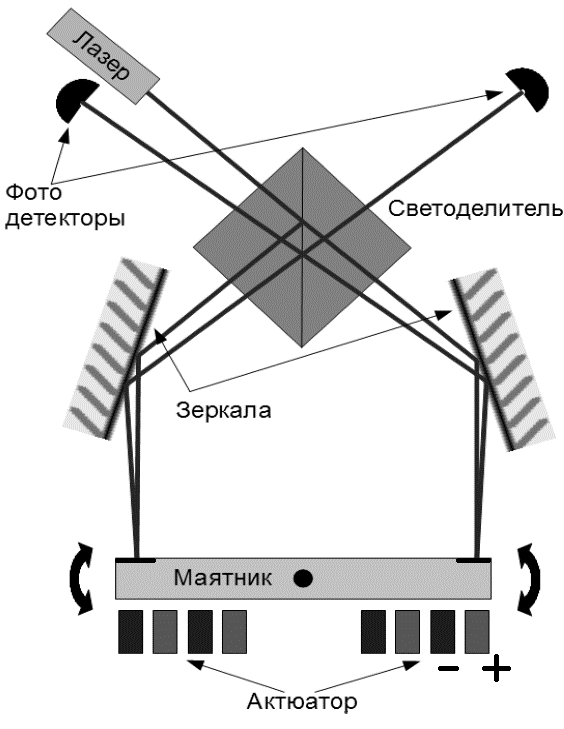 Лазер
Фото
детекторы
Светоделитель
Зеркала
Маятник
− +
Актюатор